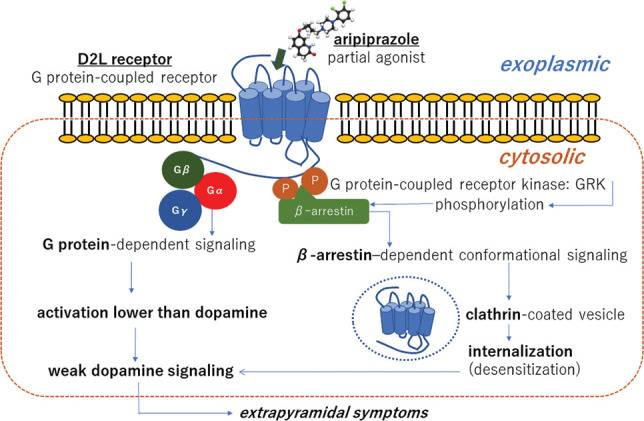 D2L receptor
G protein-coupled receptor
aripiprazole
partial agonist
exoplasmic
cytosolic
Gβ
Gα
Gγ
P
P
β-arrestin
G protein-coupled receptor kinase: GRK
phosphorylation
G protein-dependent signaling
β-arrestin–dependent conformational signaling
activation lower than dopamine
clathrin-coated vesicle
internalization
(desensitization)
weak dopamine signaling
extrapyramidal symptoms